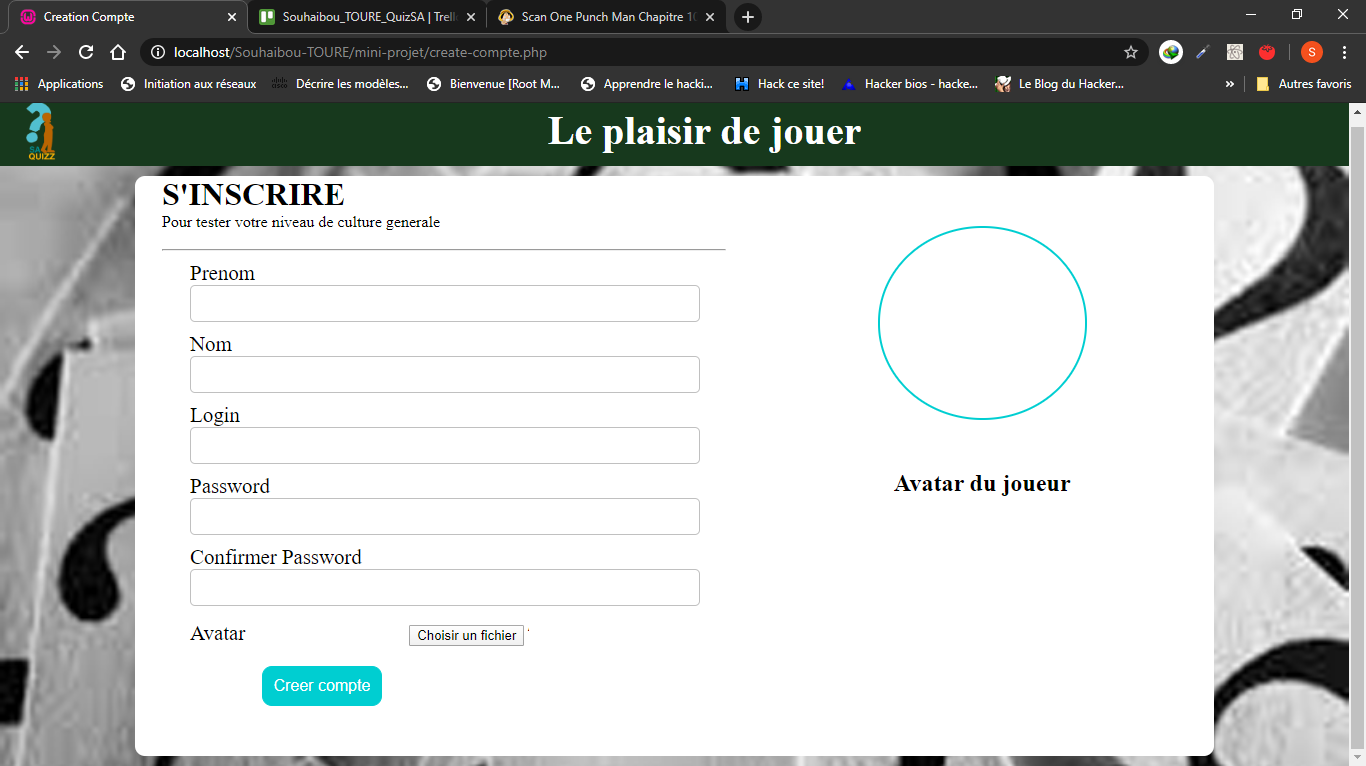 Creation Compte
Souhaibou_TOURE_QuizSA | Trell
Scan One Punch Man Chapitre 10
localhost/Souhaibou-TOURE/mini-projet/create-compte.php
S
Applications
Initiation aux réseaux
Décrire les modèles...
Bienvenue [Root M...
Apprendre le hacki...
Hack ce site!
Hacker bios - hacke...
Le Blog du Hacker...
»
Autres favoris
SA
QUIZZ
Le plaisir de jouer
S'INSCRIRE
Pour tester votre niveau de culture generale
Prenom
Nom
Login
Password
Confirmer Password
Avatar
Choisir un fichier
Creer compte
Avatar du joueur